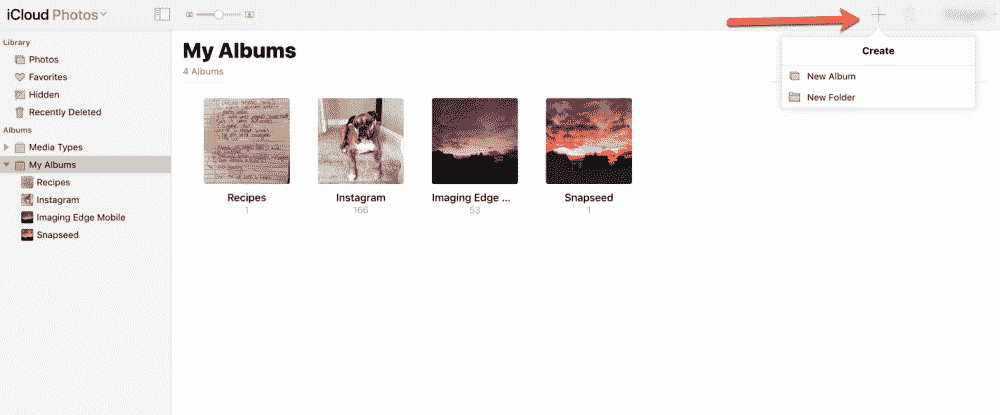 iCloud Photos
Library
Photos
Favorites
Hidden
Recently Deleted
Albums
Media Types
My Albums
Recipes
Instagram
Imaging Edge Mobile
Snapseed
My Albums
4 Albums
Recipes
1
Instagram
166
Imaging Edge ...
53
Snapseed
1
Create
New Album
New Folder